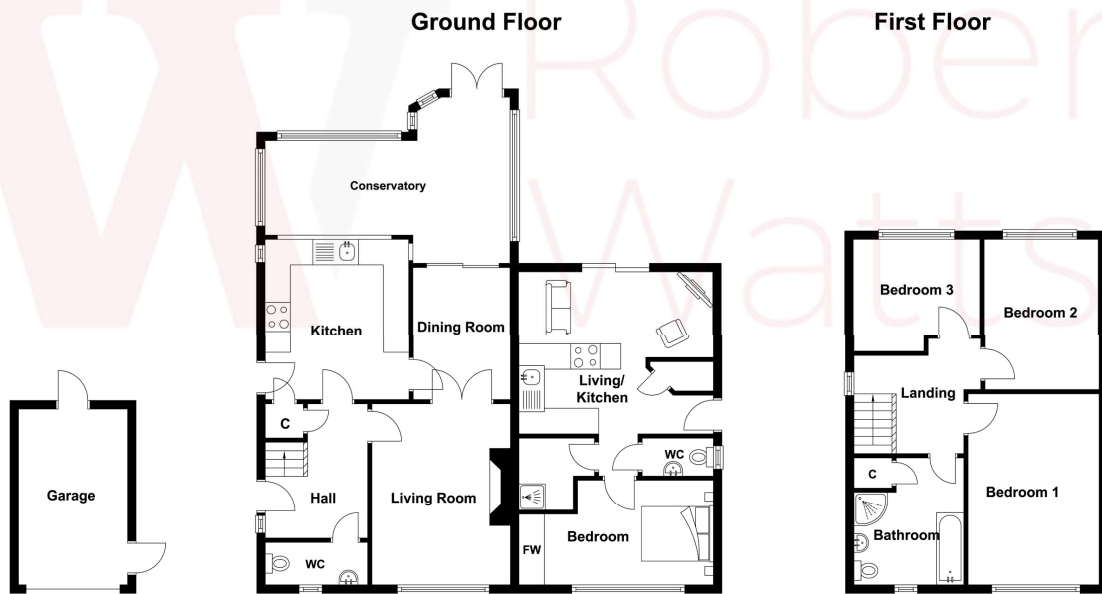 Ground Floor
First Floor
Rober
Watts
Conservatory
Kitchen
Dining Room
Living/
Kitchen
C
Hall
Living Room
WC
WC
FW
Bedroom
Garage
Bedroom 3
Bedroom 2
Landing
C
Bedroom 1
Bathroom